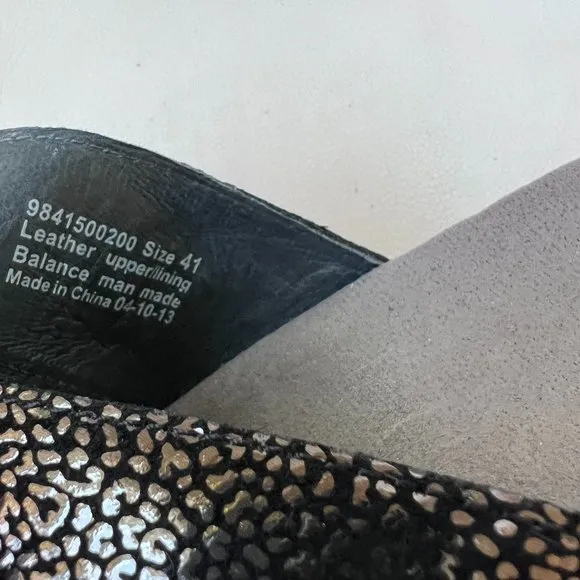 9841500200 Size 41
Leather upper/lining
Balance man made
Made in China 04-10-13